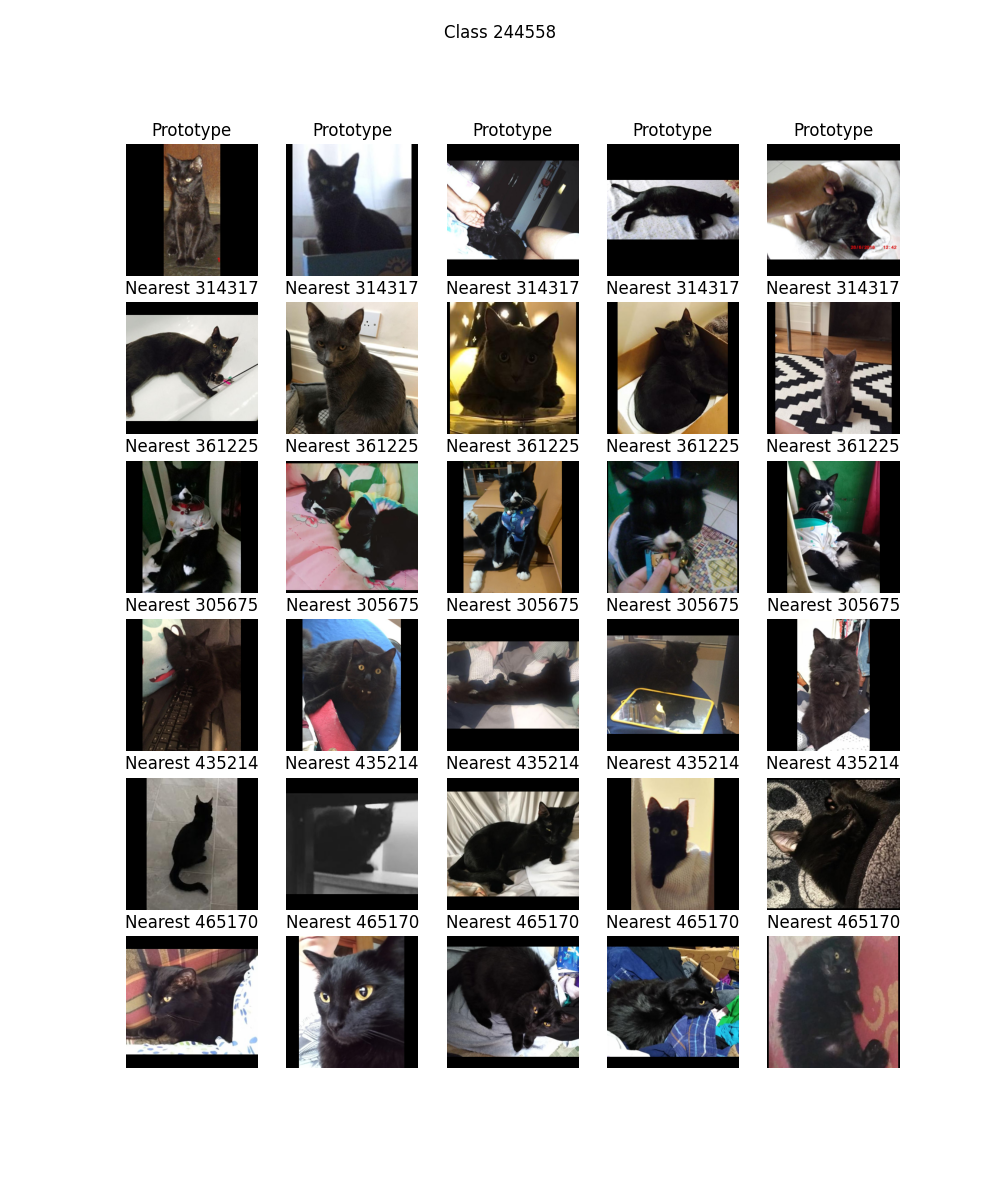 Class 244558
Prototype Prototype Prototype Prototype Prototype
Nearest 314317 Nearest 314317 Nearest 314317 Nearest 314317 Nearest 314317
Nearest 361225 Nearest 361225 Nearest 361225 Nearest 361225 Nearest 361225
Nearest 305675 Nearest 305675 Nearest 305675 Nearest 305675 Nearest 305675
Nearest 435214 Nearest 435214 Nearest 435214 Nearest 435214 Nearest 435214
Nearest 465170 Nearest 465170 Nearest 465170 Nearest 465170 Nearest 465170